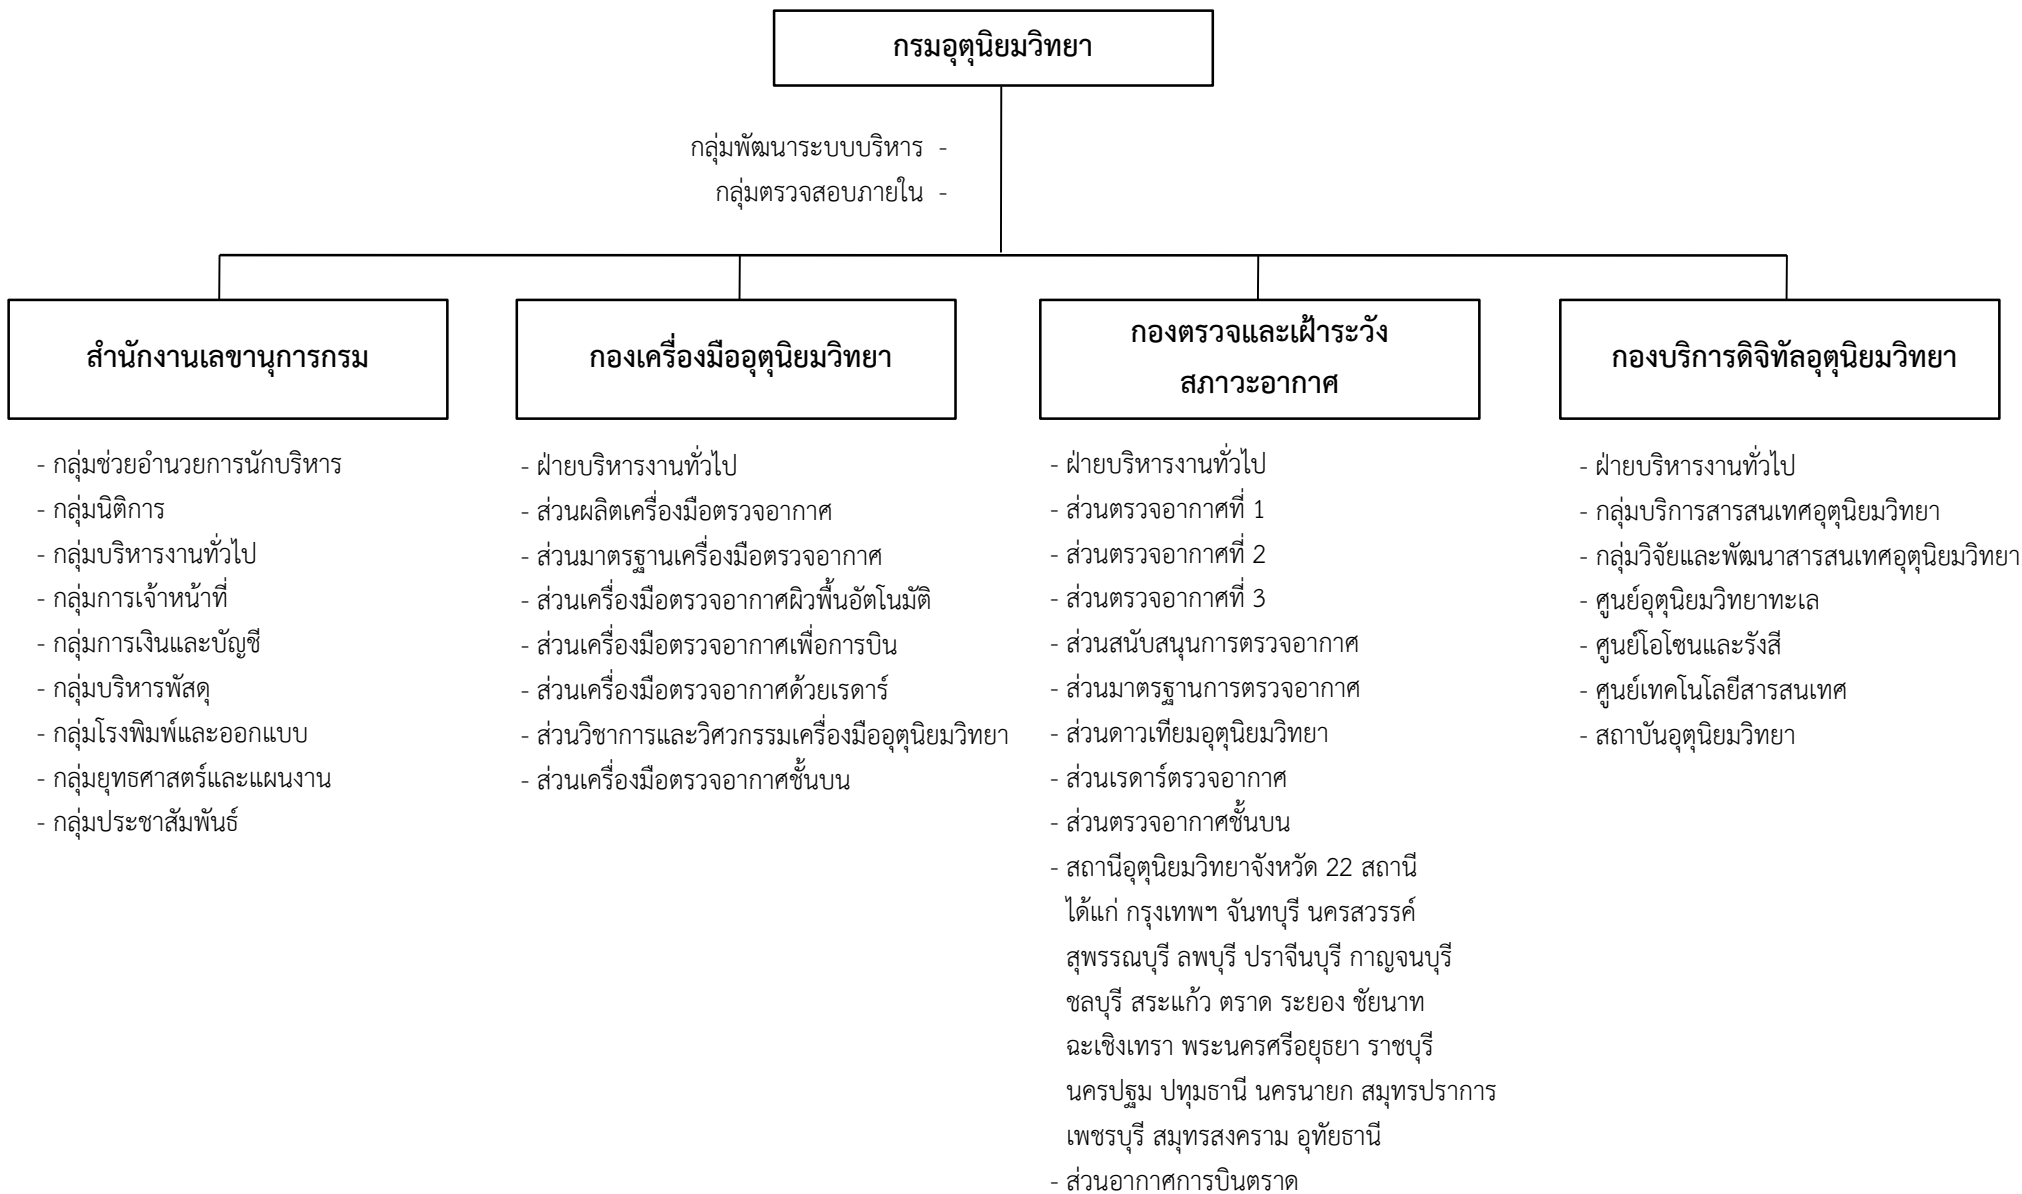 กรมอุตุนิยมวิทยา
กลุ่มพัฒนาระบบบริหาร -
กลุ่มตรวจสอบภายใน -
สำนักงานเลขานุการกรม
- กลุ่มช่วยอำนวยการนักบริหาร
- กลุ่มนิติการ
- กลุ่มบริหารงานทั่วไป
- กลุ่มการเจ้าหน้าที่
- กลุ่มการเงินและบัญชี
- กลุ่มบริหารพัสดุ
- กลุ่มโรงพิมพ์และออกแบบ
- กลุ่มยุทธศาสตร์และแผนงาน
- กลุ่มประชาสัมพันธ์
กองเครื่องมืออุตุนิยมวิทยา
- ฝ่ายบริหารงานทั่วไป
- ส่วนผลิตเครื่องมือตรวจอากาศ
- ส่วนมาตรฐานเครื่องมือตรวจอากาศ
- ส่วนเครื่องมือตรวจอากาศผิวพื้นอัตโนมัติ
- ส่วนเครื่องมือตรวจอากาศเพื่อการบิน
- ส่วนเครื่องมือตรวจอากาศด้วยเรดาร์
- ส่วนวิชาการและวิศวกรรมเครื่องมืออุตุนิยมวิทยา
- ส่วนเครื่องมือตรวจอากาศชั้นบน
กองตรวจและเฝ้าระวัง
สภาวะอากาศ
- ฝ่ายบริหารงานทั่วไป
- ส่วนตรวจอากาศที่ 1
- ส่วนตรวจอากาศที่ 2
- ส่วนตรวจอากาศที่ 3
- ส่วนสนับสนุนการตรวจอากาศ
- ส่วนมาตรฐานการตรวจอากาศ
- ส่วนดาวเทียมอุตุนิยมวิทยา
- ส่วนเรดาร์ตรวจอากาศ
- ส่วนตรวจอากาศชั้นบน
- สถานีอุตุนิยมวิทยาจังหวัด 22 สถานี
ได้แก่ กรุงเทพฯ จันทบุรี นครสวรรค์
สุพรรณบุรี ลพบุรี ปราจีนบุรี กาญจนบุรี
ชลบุรี สระแก้ว ตราด ระยอง ชัยนาท
ฉะเชิงเทรา พระนครศรีอยุธยา ราชบุรี
นครปฐม ปทุมธานี นครนายก สมุทรปราการ
เพชรบุรี สมุทรสงคราม อุทัยธานี
- ส่วนอากาศการบินตราด
กองบริการดิจิทัลอุตุนิยมวิทยา
- ฝ่ายบริหารงานทั่วไป
- กลุ่มบริการสารสนเทศอุตุนิยมวิทยา
- กลุ่มวิจัยและพัฒนาสารสนเทศอุตุนิยมวิทยา
- ศูนย์อุตุนิยมวิทยาทะเล
- ศูนย์โอโซนและรังสี
- ศูนย์เทคโนโลยีสารสนเทศ
- สถาบันอุตุนิยมวิทยา